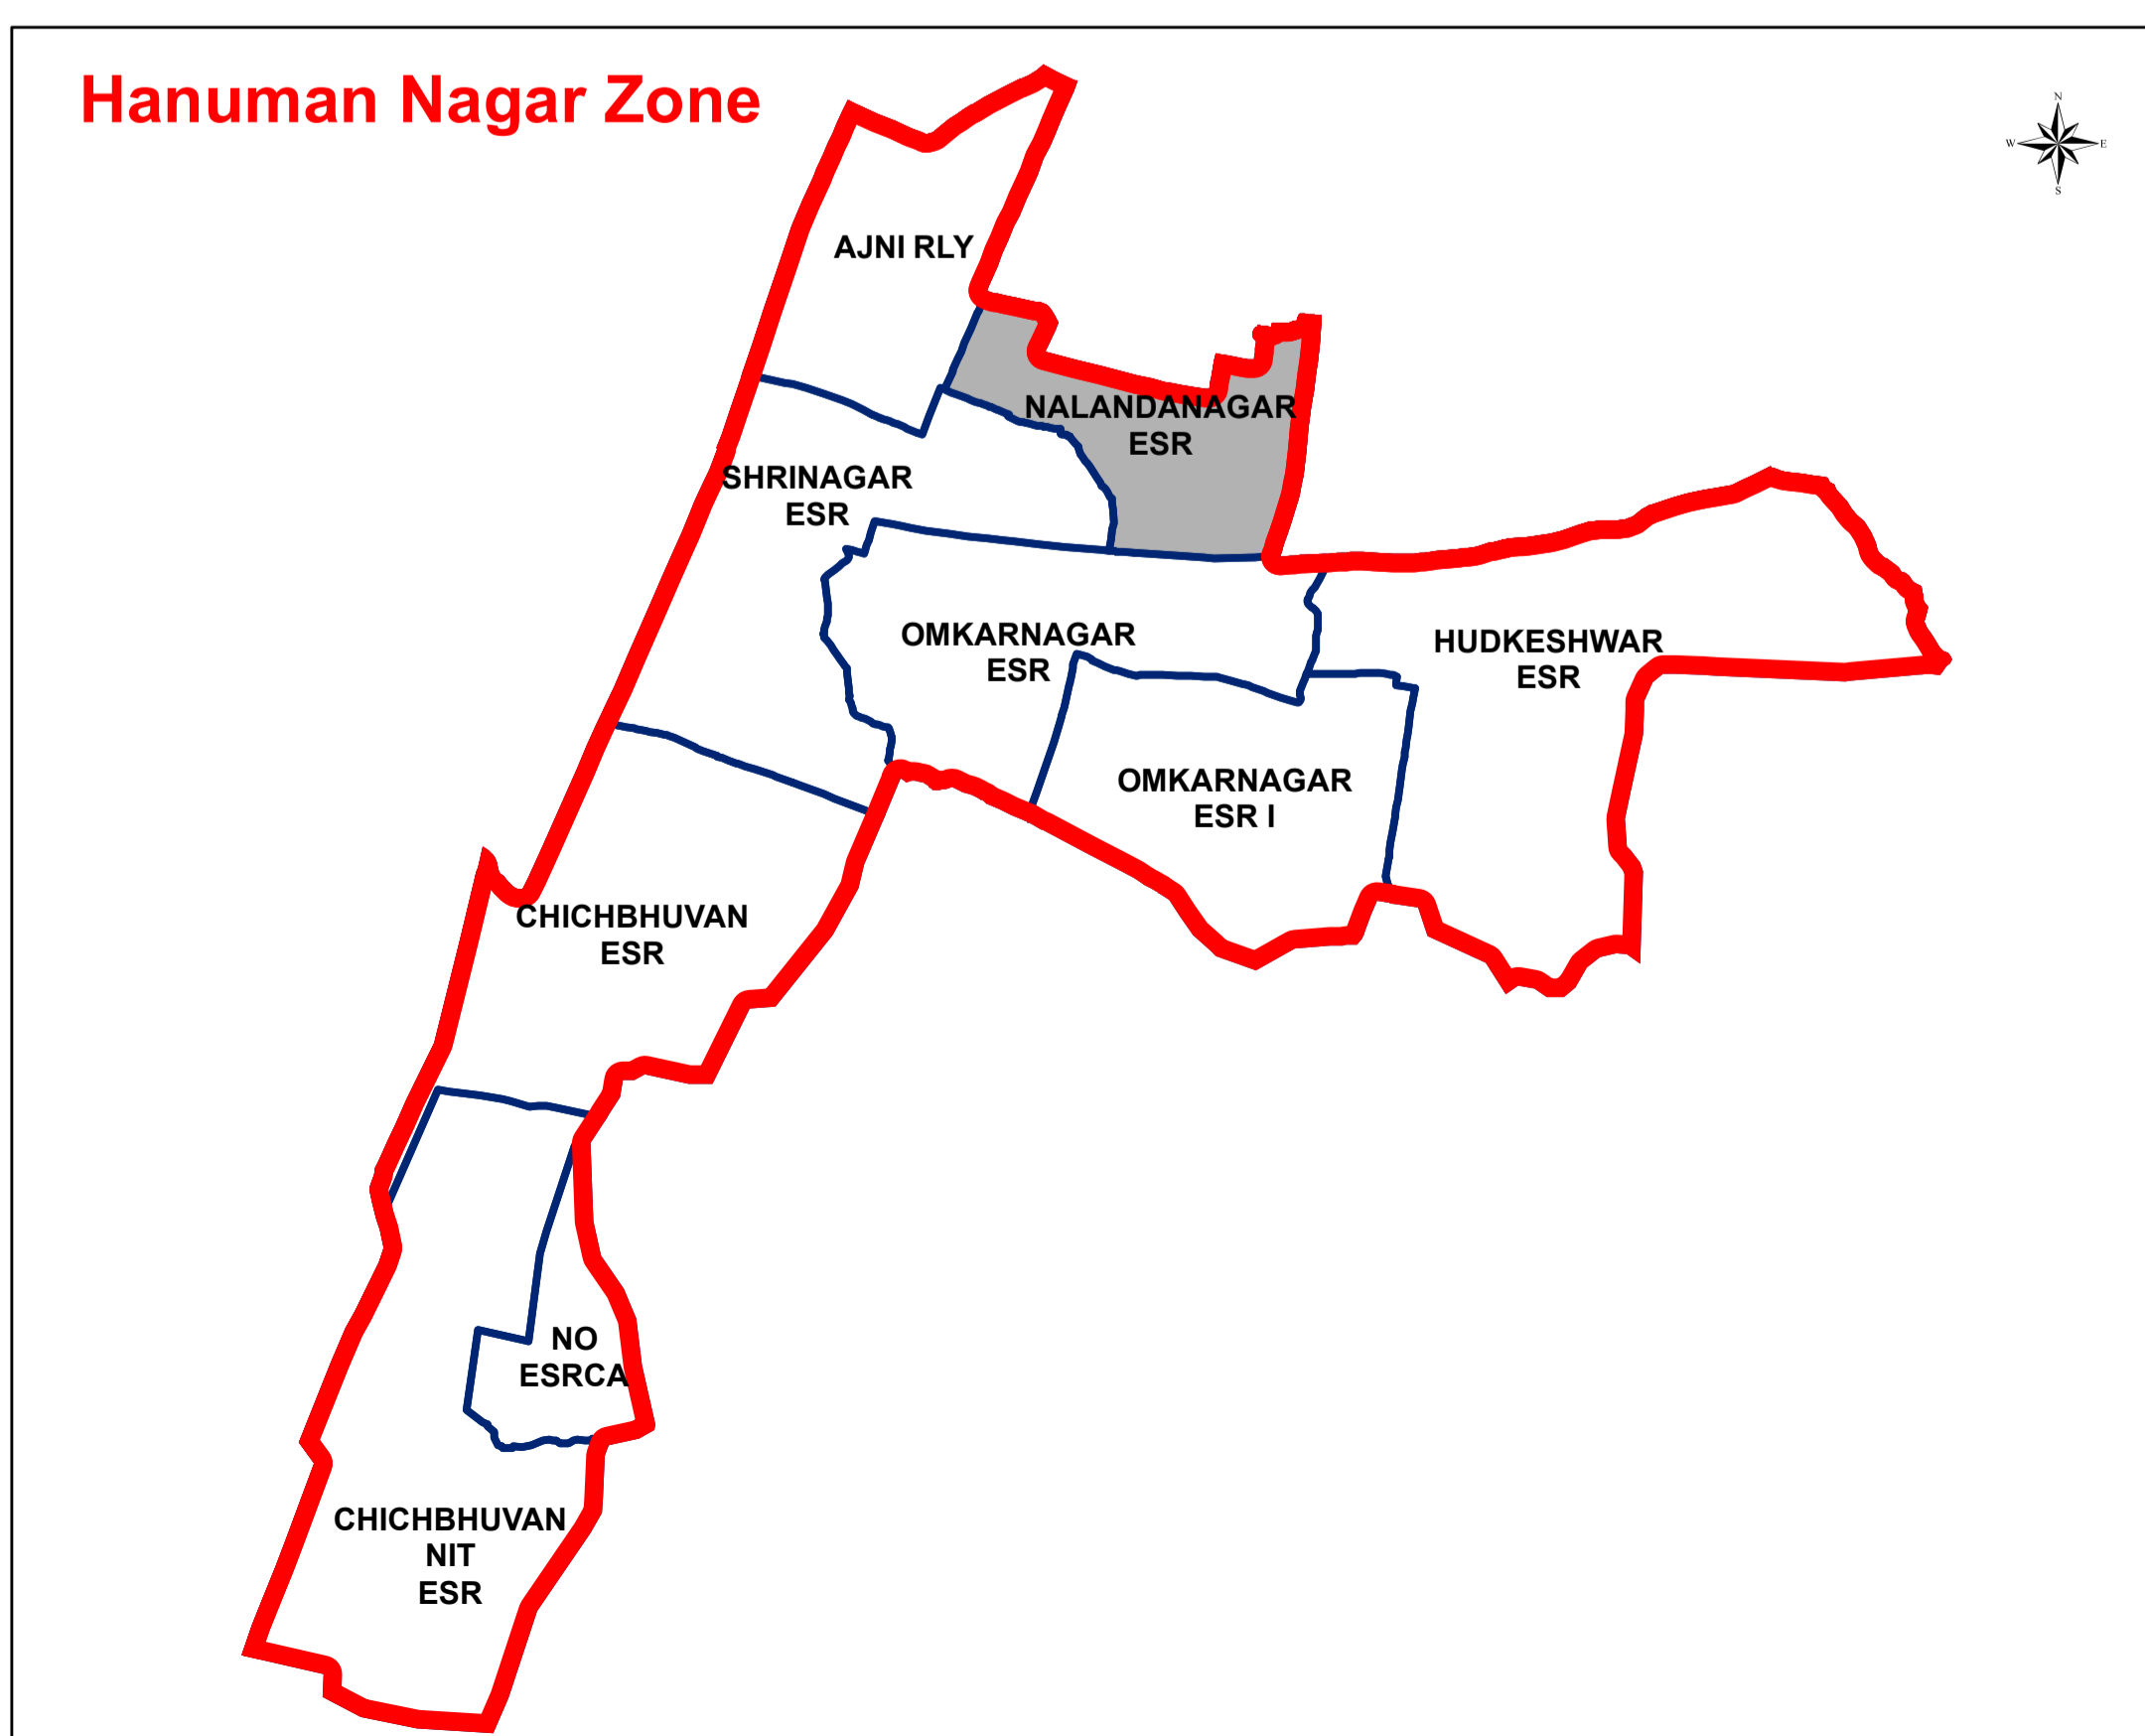 Hanuman Nagar Zone
N
W
E
S
AJNI RLY
NALANDANAGAR
ESR
SHRINAGAR
ESR
OMKARNAGAR
ESR
HUDKESHWAR
ESR
OMKARNAGAR
ESR I
CHICHBHUVAN
ESR
NO
ESRCA
CHICHBHUVAN
NIT
ESR